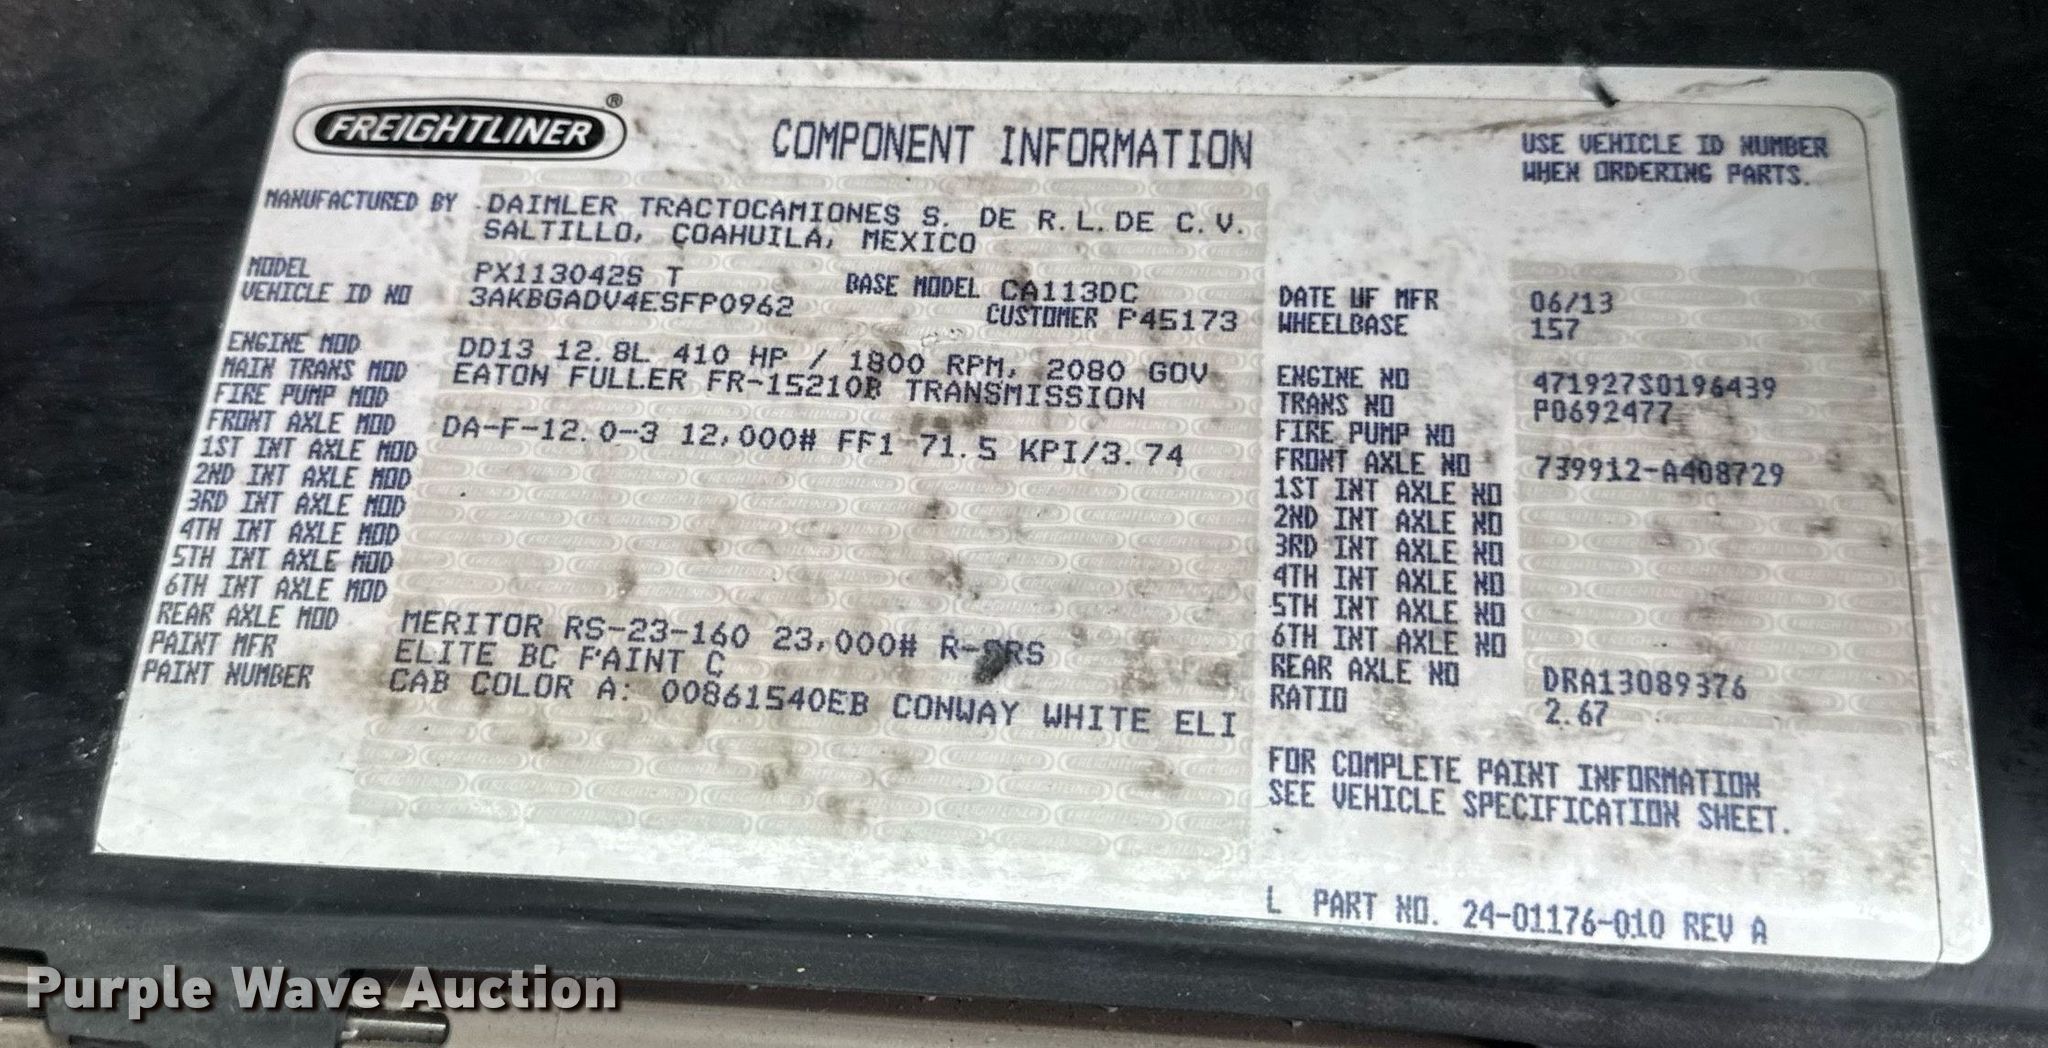 FREIGHTLINER®
COMPONENT INFORMATION
USE VEHICLE ID NUMBER
WHEN ORDERING PARTS.
MANUFACTURED BY DAIMLER TRACTOCAMIONES S. DE R.L.DE C.V.
SALTILLO, COAHUILA, MEXICO
MODEL PX113042S T BASE MODEL CA113DC
VEHICLE ID NO 3AKBGADV4ESFP0962 CUSTOMER P45173
DATE OF MFR 06/13
WHEELBASE 157
ENGINE MOD DD13 12.8L 410 HP / 1800 RPM, 2080 GOV
MAIN TRANS MOD EATON FULLER FR-15210B TRANSMISSION
FIRE PUMP MOD
FRONT AXLE MOD DA-F-12.0-3 12,000# FF1 71.5 KPI/3.74
1ST INT AXLE MOD
2ND INT AXLE MOD
3RD INT AXLE MOD
4TH INT AXLE MOD
5TH INT AXLE MOD
6TH INT AXLE MOD
REAR AXLE MOD MERITOR RS-23-160 23,000# R-SRS
PAINT MFR ELITE BC PAINT C
PAINT NUMBER CAB COLOR A: 00861540EB CONWAY WHITE ELI
ENGINE NO 471927S0196439
TRANS NO P0692477
FIRE PUMP NO
FRONT AXLE NO 739912-A408729
1ST INT AXLE NO
2ND INT AXLE NO
3RD INT AXLE NO
4TH INT AXLE NO
5TH INT AXLE NO
6TH INT AXLE NO
REAR AXLE NO DRA13089376
RATIO 2.67
FOR COMPLETE PAINT INFORMATION
SEE VEHICLE SPECIFICATION SHEET.
L PART NO. 24-01176-010 REV A
Purple Wave Auction